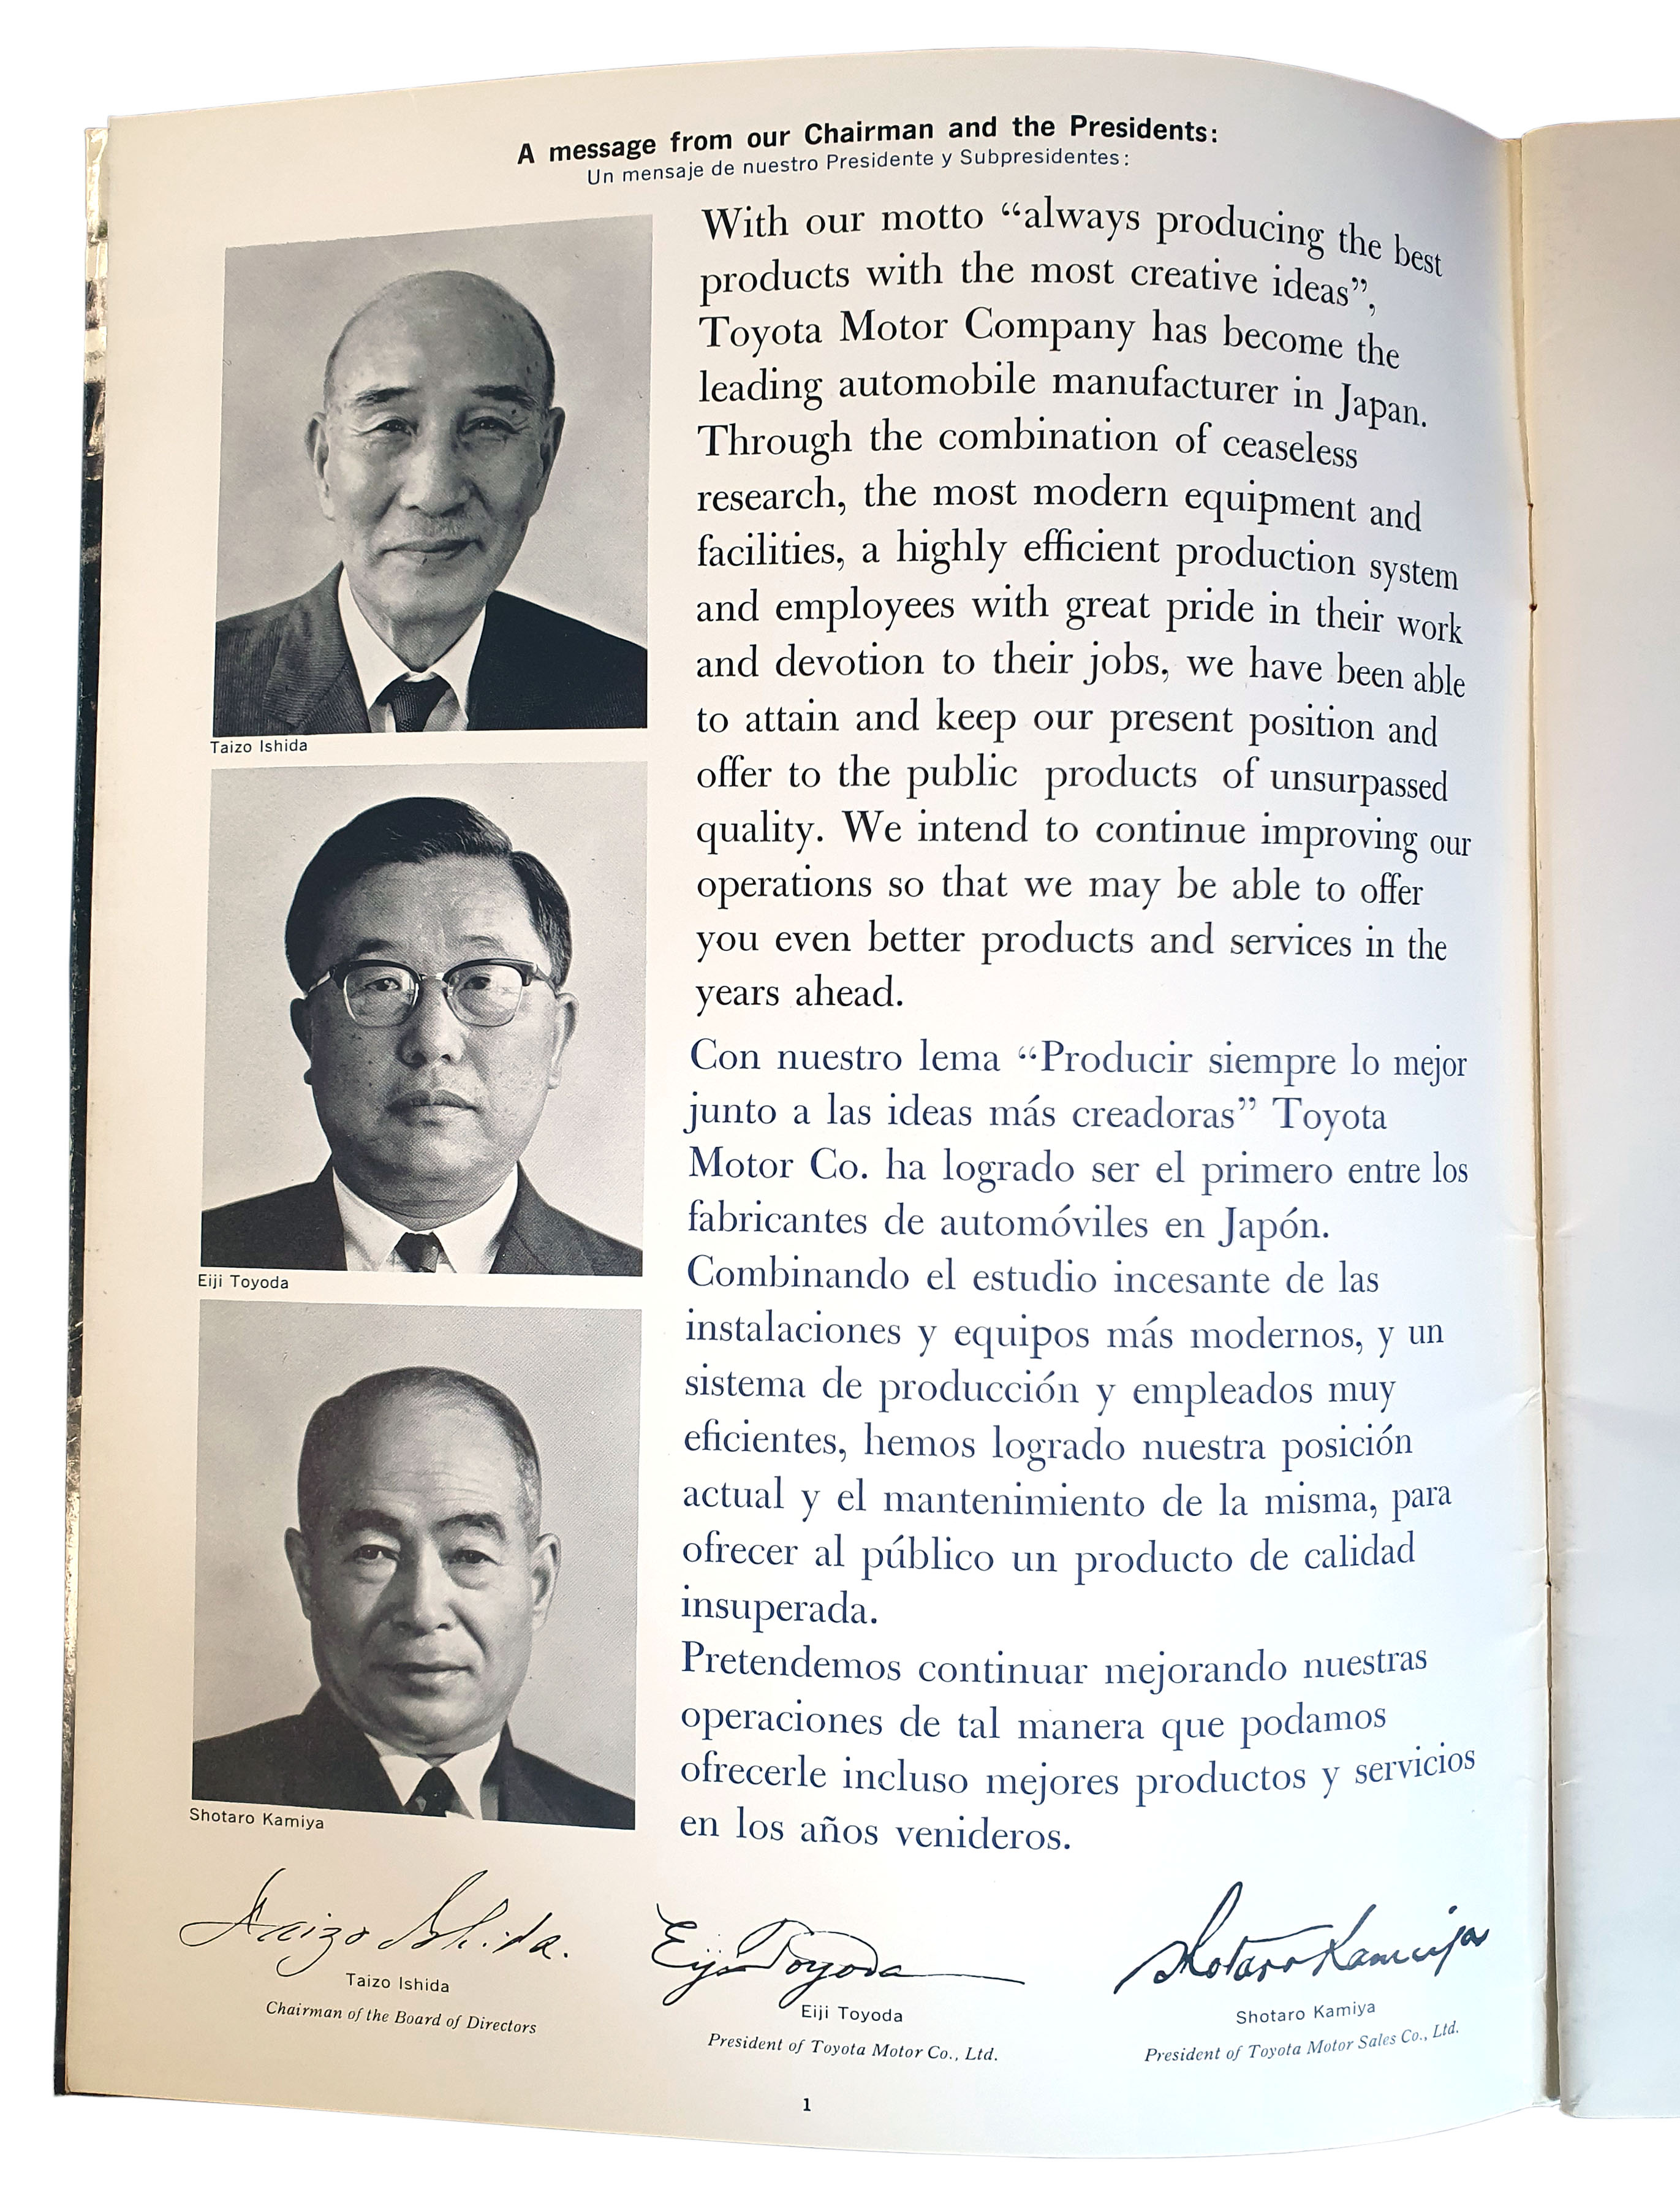 A message from our Chairman and the Presidents:
Un mensaje de nuestro Presidente y Subpresidentes:
Taizo Ishida
Eiji Toyoda
Shotaro Kamiya
With our motto “always producing the best
products with the most creative ideas”,
Toyota Motor Company has become the
leading automobile manufacturer in Japan.
Through the combination of ceaseless
research, the most modern equipment and
facilities, a highly efficient production system
and employees with great pride in their work
and devotion to their jobs, we have been able
to attain and keep our present position and
offer to the public products of unsurpassed
quality. We intend to continue improving our
operations so that we may be able to offer
you even better products and services in the
years ahead.
Con nuestro lema “Producir siempre lo mejor
junto a las ideas más creadoras” Toyota
Motor Co. ha logrado ser el primero entre los
fabricantes de automóviles en Japón.
Combinando el estudio incesante de las
instalaciones y equipos más modernos, y un
sistema de producción y empleados muy
eficientes, hemos logrado nuestra posición
actual y el mantenimiento de la misma, para
ofrecer al público un producto de calidad
insuperada.
Pretendemos continuar mejorando nuestras
operaciones de tal manera que podamos
ofrecerle incluso mejores productos y servicios
en los años venideros.
Taizo Ishida.
Taizo Ishida
Chairman of the Board of Directors
Eiji Toyoda
Eiji Toyoda
President of Toyota Motor Co., Ltd.
Shotaro Kamiya
Shotaro Kamiya
President of Toyota Motor Sales Co., Ltd.
1